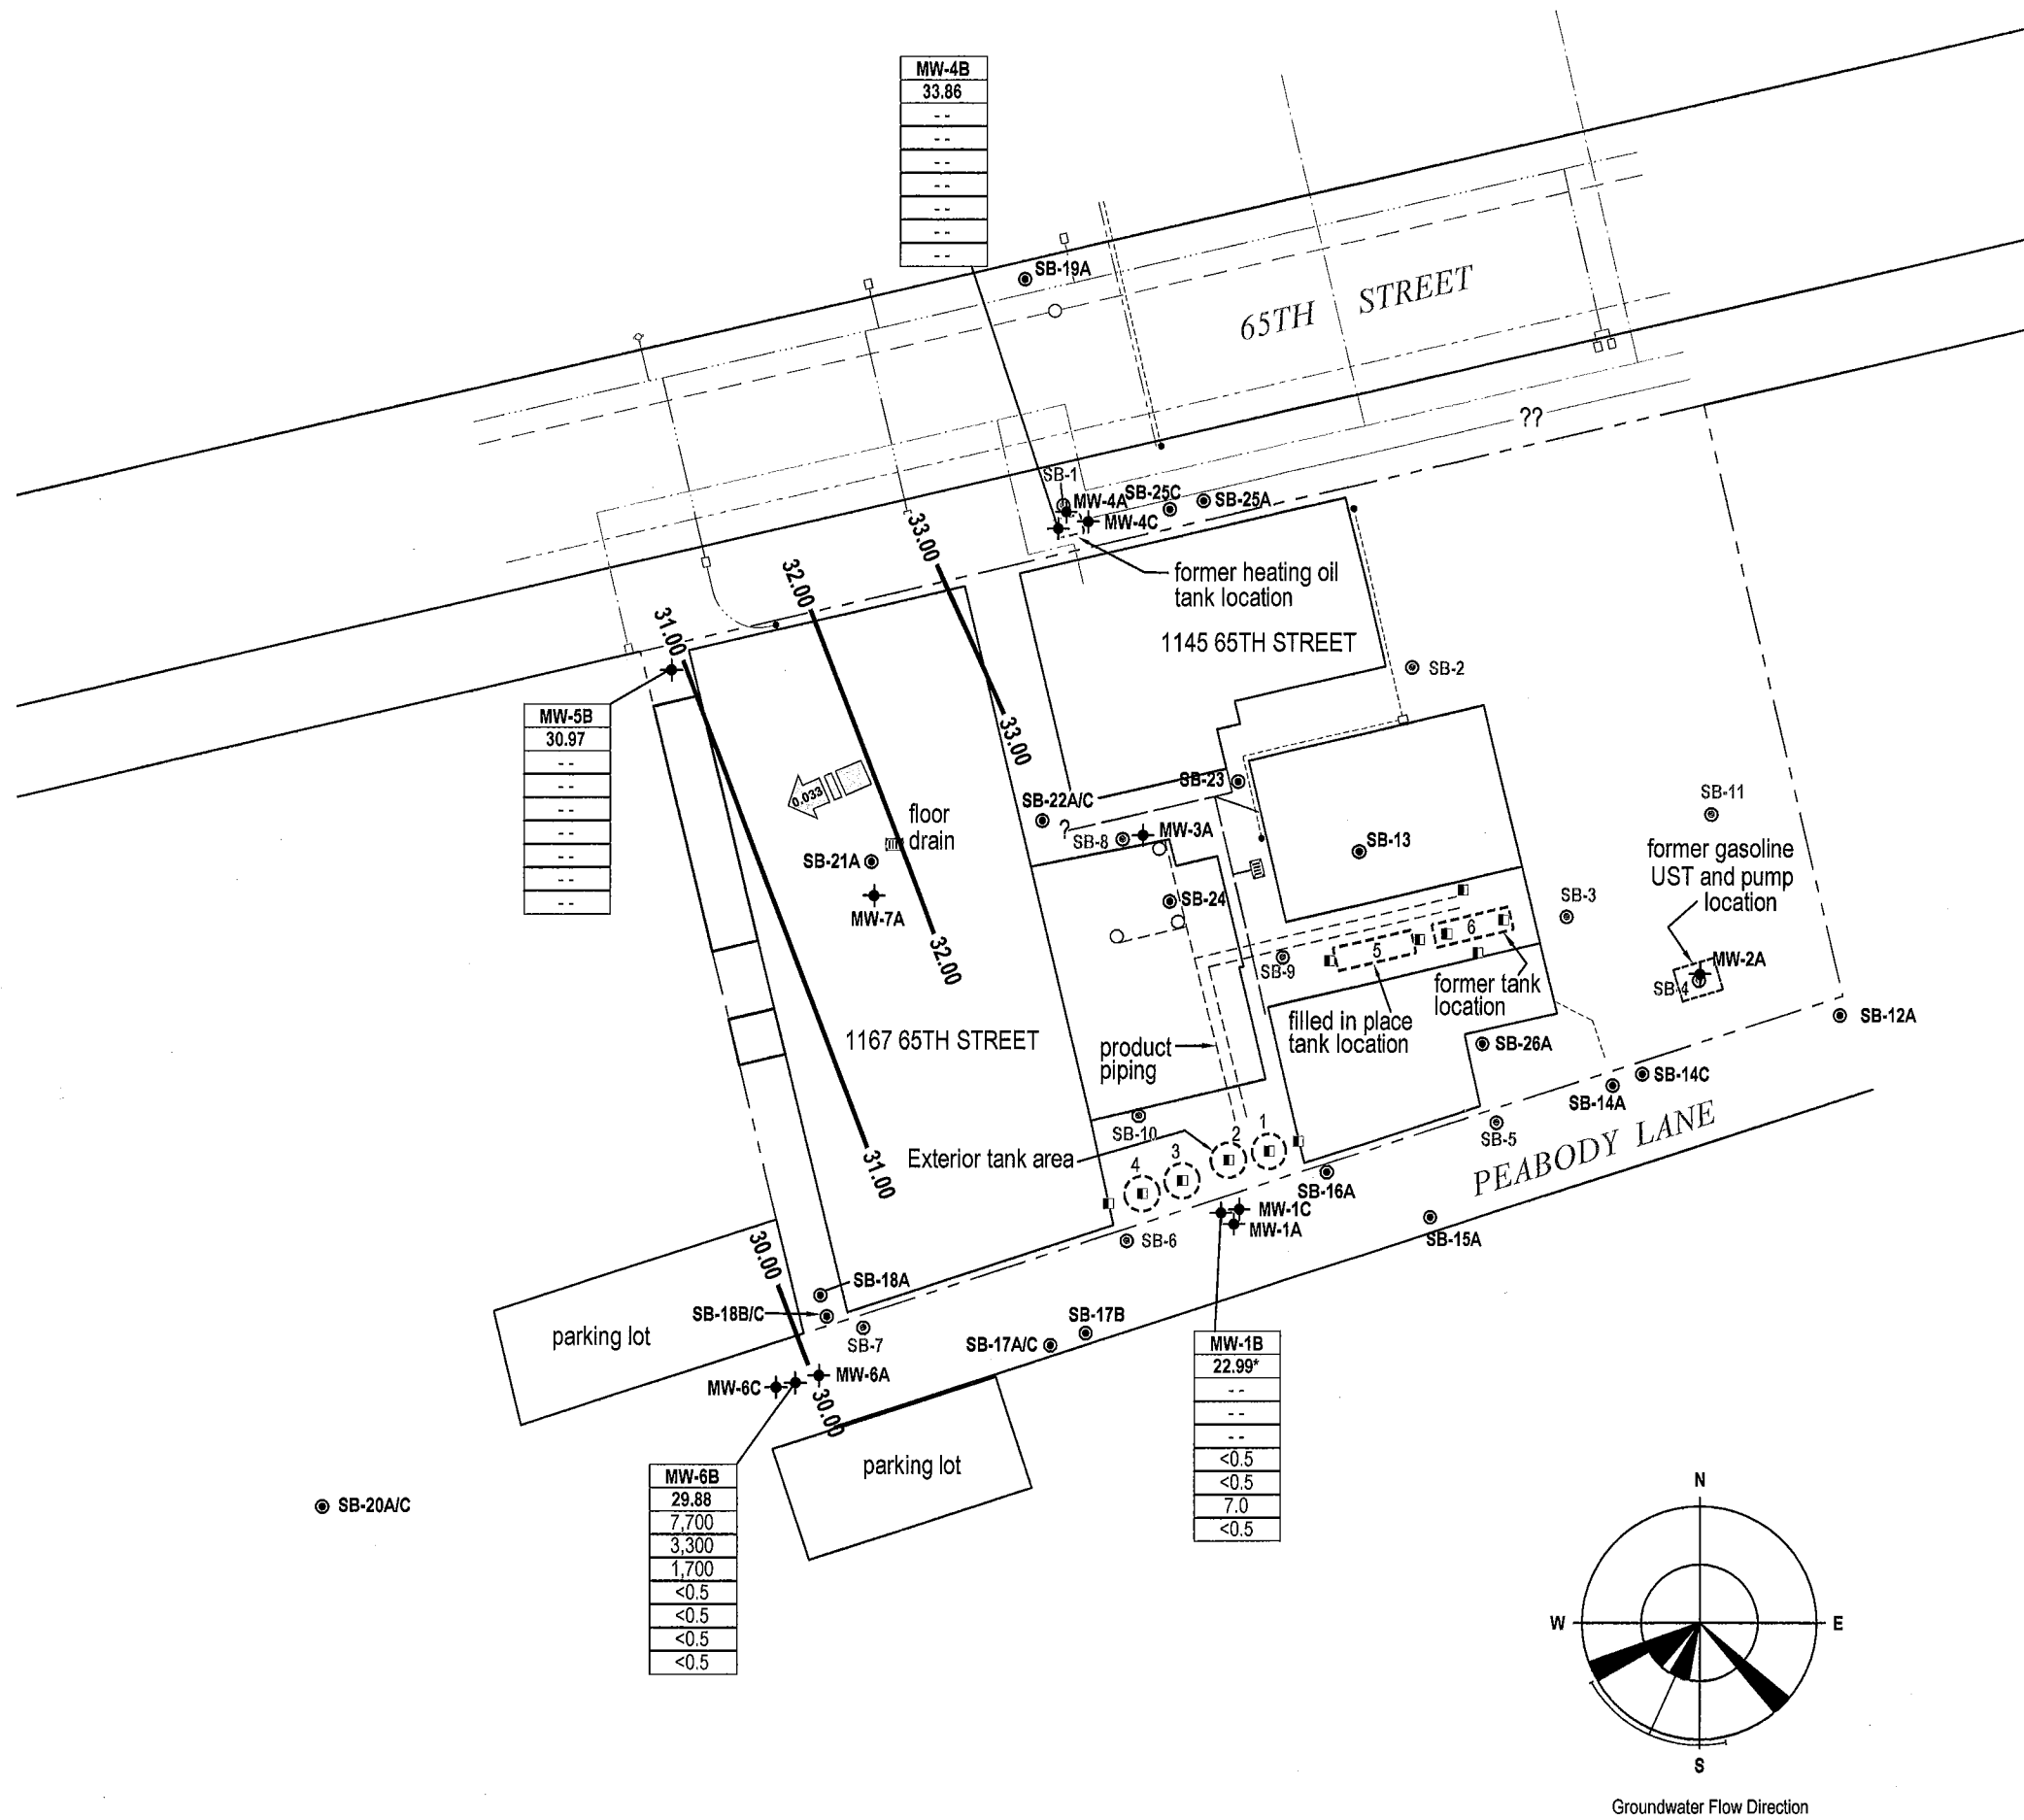 MW-4B
33.86
- -
- -
- -
- -
- -
- -
- -
SB-19A
65TH STREET
??
SB-1
MW-4A
SB-25C
SB-25A
MW-4C
33.00
former heating oil
tank location
32.00
31.00
1145 65TH STREET
SB-2
MW-5B
30.97
- -
- -
- -
- -
- -
- -
- -
33.00
0.033
SB-23
SB-22A/C
floor
drain
?
SB-8
MW-3A
SB-13
SB-11
former gasoline
UST and pump
location
SB-21A
MW-7A
SB-24
SB-3
5
6
32.00
SB-9
MW-2A
SB-4
former tank
location
filled in place
tank location
SB-12A
1167 65TH STREET
product
piping
SB-26A
SB-14C
SB-14A
PEABODY LANE
SB-10
SB-5
1
2
3
4
Exterior tank area
31.00
SB-16A
MW-1C
MW-1A
SB-6
SB-15A
30.00
SB-18A
SB-18B/C
parking lot
SB-7
SB-17B
SB-17A/C
MW-6A
MW-6C
30.00
MW-1B
22.99*
- -
- -
- -
<0.5
<0.5
7.0
<0.5
parking lot
MW-6B
29.88
7,700
3,300
1,700
<0.5
<0.5
<0.5
<0.5
SB-20A/C
N
W
E
S
Groundwater Flow Direction